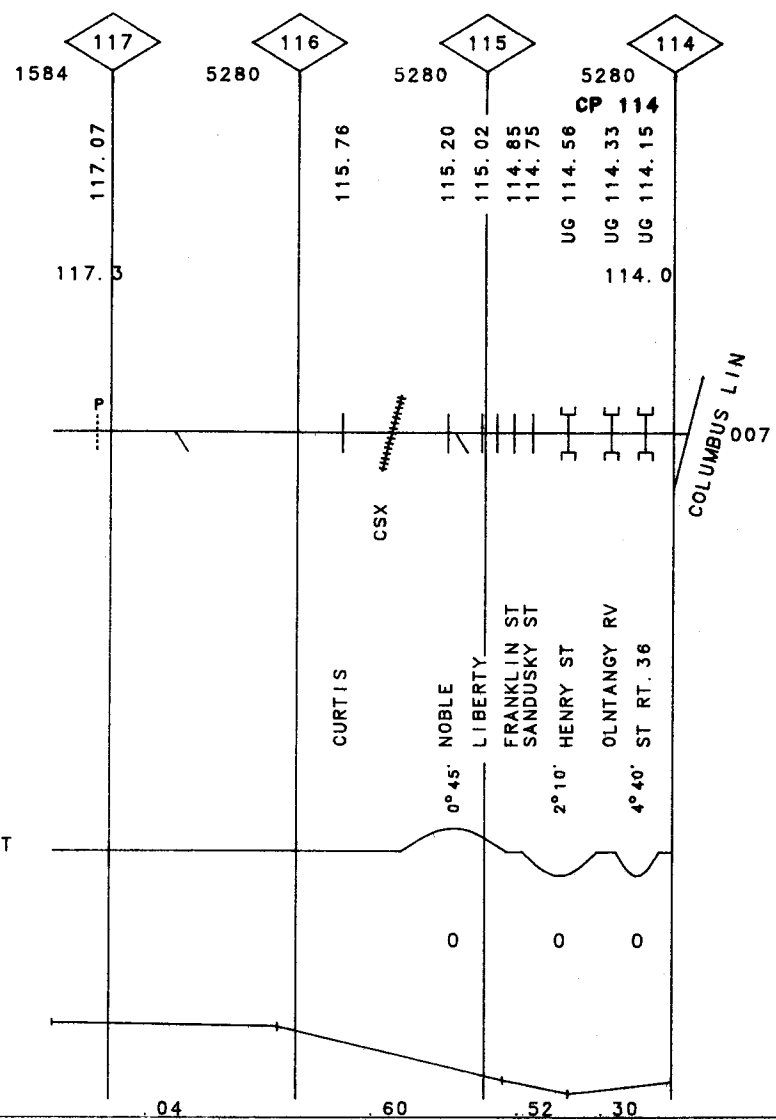 117 116 115 114
1584 5280 5280 5280
CP 114
117.07
115.76
115.20
115.02
114.85
114.75
UG 114.56
UG 114.33
UG 114.15
117.3
114.0
P
COLUMBUS LIN
007
CSX
CURTIS
NOBLE
LIBERTY
FRANKLIN ST
SANDUSKY ST
HENRY ST
OLNTANGY RV
ST RT.36
0°45'
2°10'
4°40'
T
0 0 0
.04 .60 .52 .30